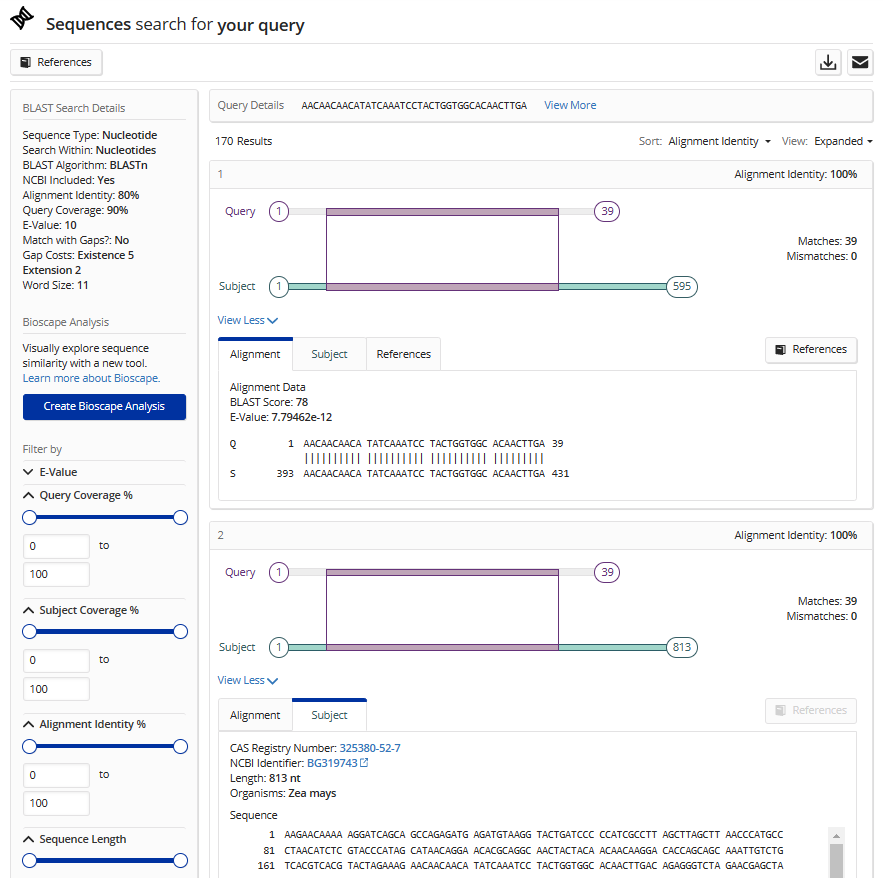 Sequences search for your query
References
BLAST Search Details
Sequence Type: Nucleotide
Search Within: Nucleotides
BLAST Algorithm: BLASTn
NCBI Included: Yes
Alignment Identity: 80%
Query Coverage: 90%
E-Value: 10
Match with Gaps?: No
Gap Costs: Existence 5
Extension 2
Word Size: 11
Bioscape Analysis
Visually explore sequence
similarity with a new tool.
Learn more about Bioscape.
Create Bioscape Analysis
Filter by
E-Value
Query Coverage %
0 to
100
Subject Coverage %
0 to
100
Alignment Identity %
0 to
100
Sequence Length
Query Details AACAACAACATATCAAATCCTACTGGTGGCACAACTTGA View More
170 Results Sort: Alignment Identity View: Expanded
1 Alignment Identity: 100%
Query 1 39
Matches: 39
Mismatches: 0
Subject 1 595
View Less
Alignment Subject References References
Alignment Data
BLAST Score: 78
E-Value: 7.79462e-12
Q 1 AACAACAACA TATCAAATCC TACTGGTGGC ACAACTTGA 39
|||||||||| |||||||||| |||||||||| |||||||||
S 393 AACAACAACA TATCAAATCC TACTGGTGGC ACAACTTGA 431
2 Alignment Identity: 100%
Query 1 39
Matches: 39
Mismatches: 0
Subject 1 813
View Less
Alignment Subject References
CAS Registry Number: 325380-52-7
NCBI Identifier: BG319743
Length: 813 nt
Organisms: Zea mays
Sequence
1 AAGAACAAAA AGGATCAGCA GCCAGAGATG AGATGTAAGG TACTGATCCC CCATCGCCTT AGCTTAGCTT AACCCATGCC
81 CTAACATCTC GTACCCATAG CATAACAGGA ACACGCAGGC AACTACTACA ACAACAAGGA CACAACAGGC AAATTGTCTG
161 TCACGTCACG TACTAGAAAG AACAACAACA TATCAAATCC TACTGGTGGC ACAACTTGAC AGAGGGTCTA GAACGAGCTA